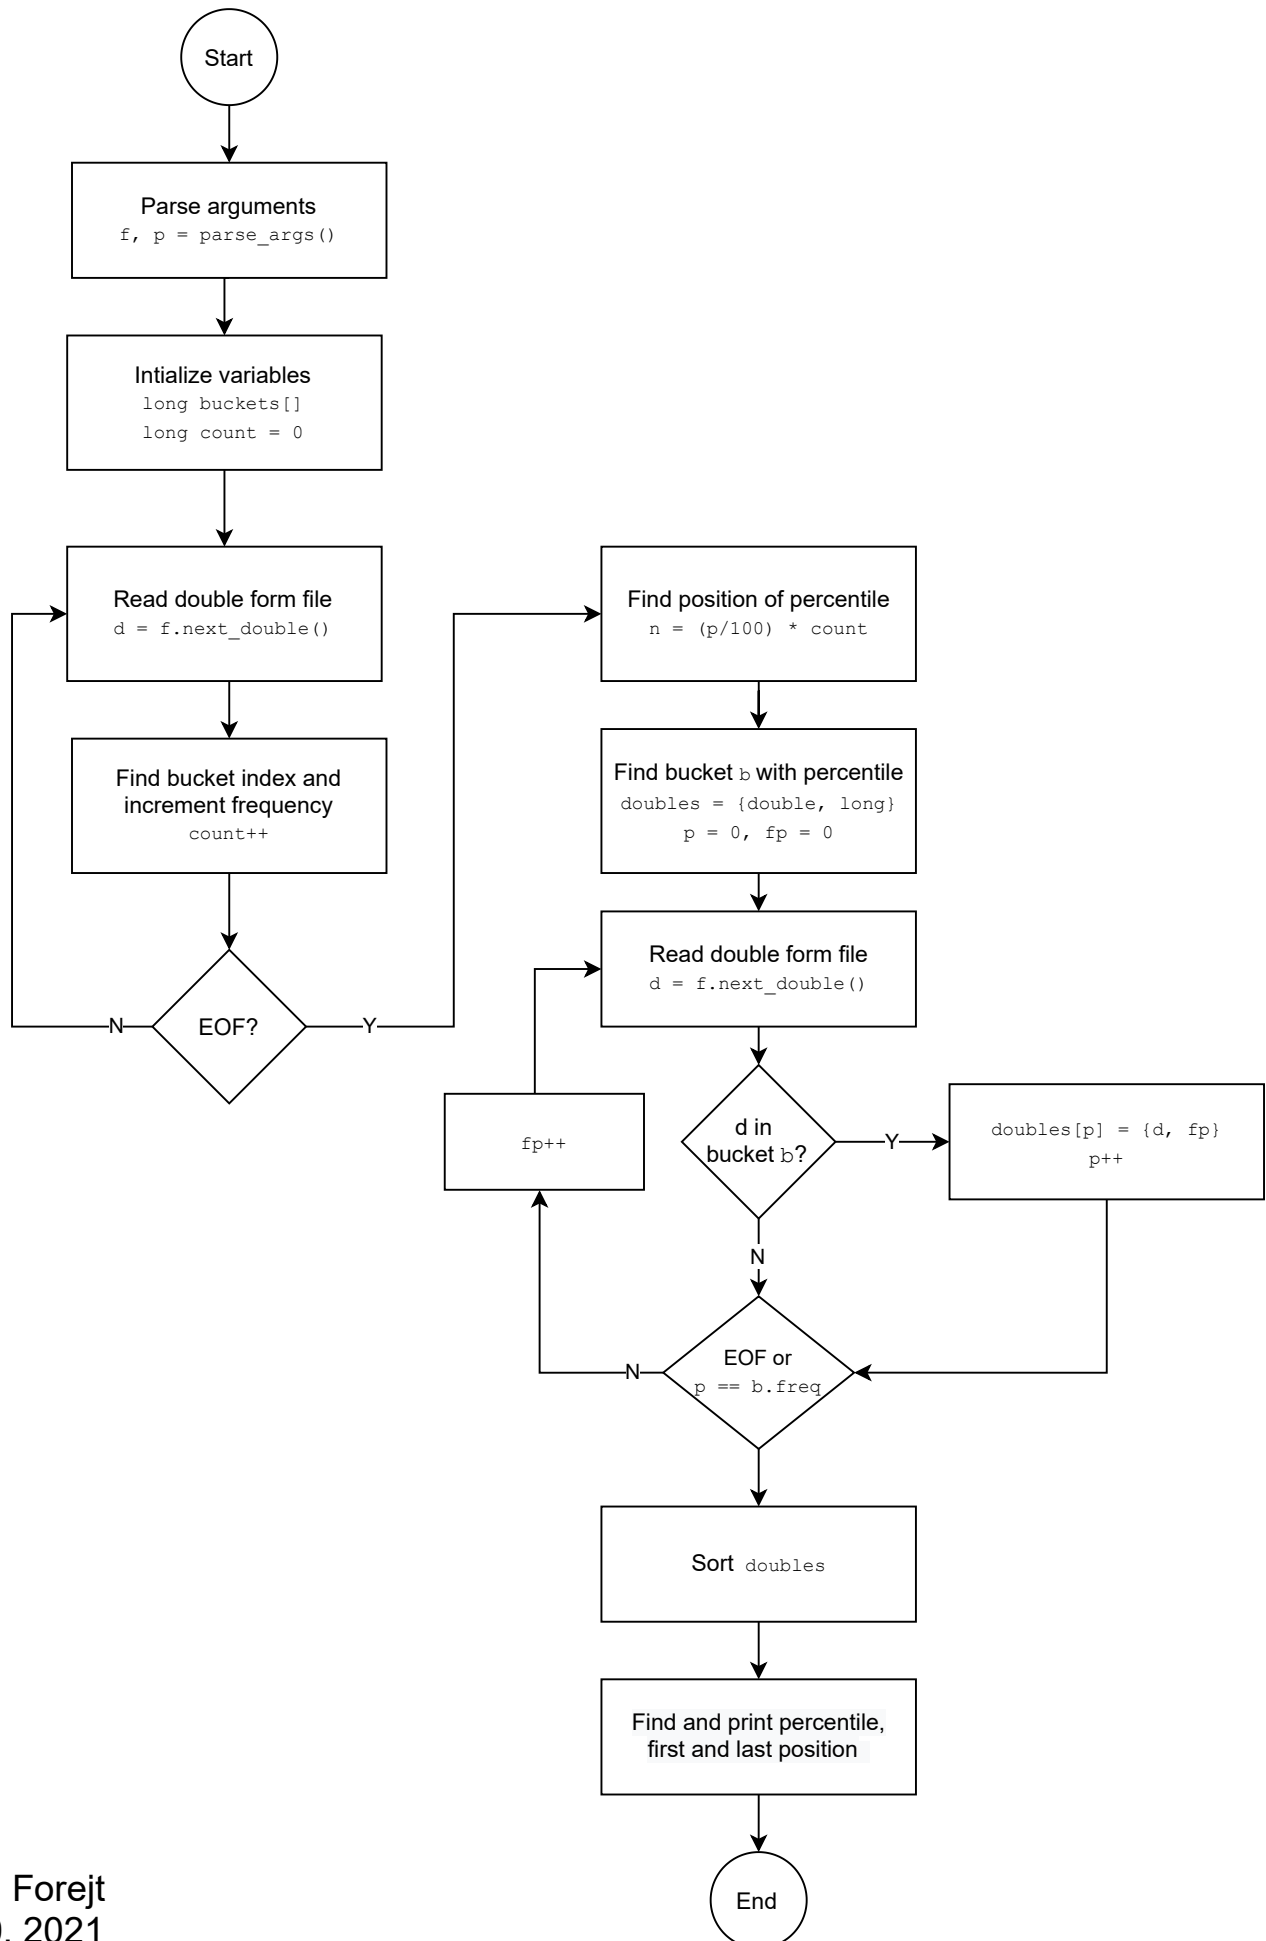 Start
Parse arguments
f, p = parse_args()
Intialize variables
long buckets[]
long count = 0
Read double form file
d = f.next_double()
Find bucket index and
increment frequency
count++
EOF?
N
Y
Find position of percentile
n = (p/100) * count
Find bucket b with percentile
doubles = {double, long}
p = 0, fp = 0
Read double form file
d = f.next_double()
d in
bucket b?
Y
doubles[p] = {d, fp}
p++
fp++
N
EOF or
p == b.freq
N
Sort doubles
Find and print percentile,
first and last position
End
Forejt
. 2021